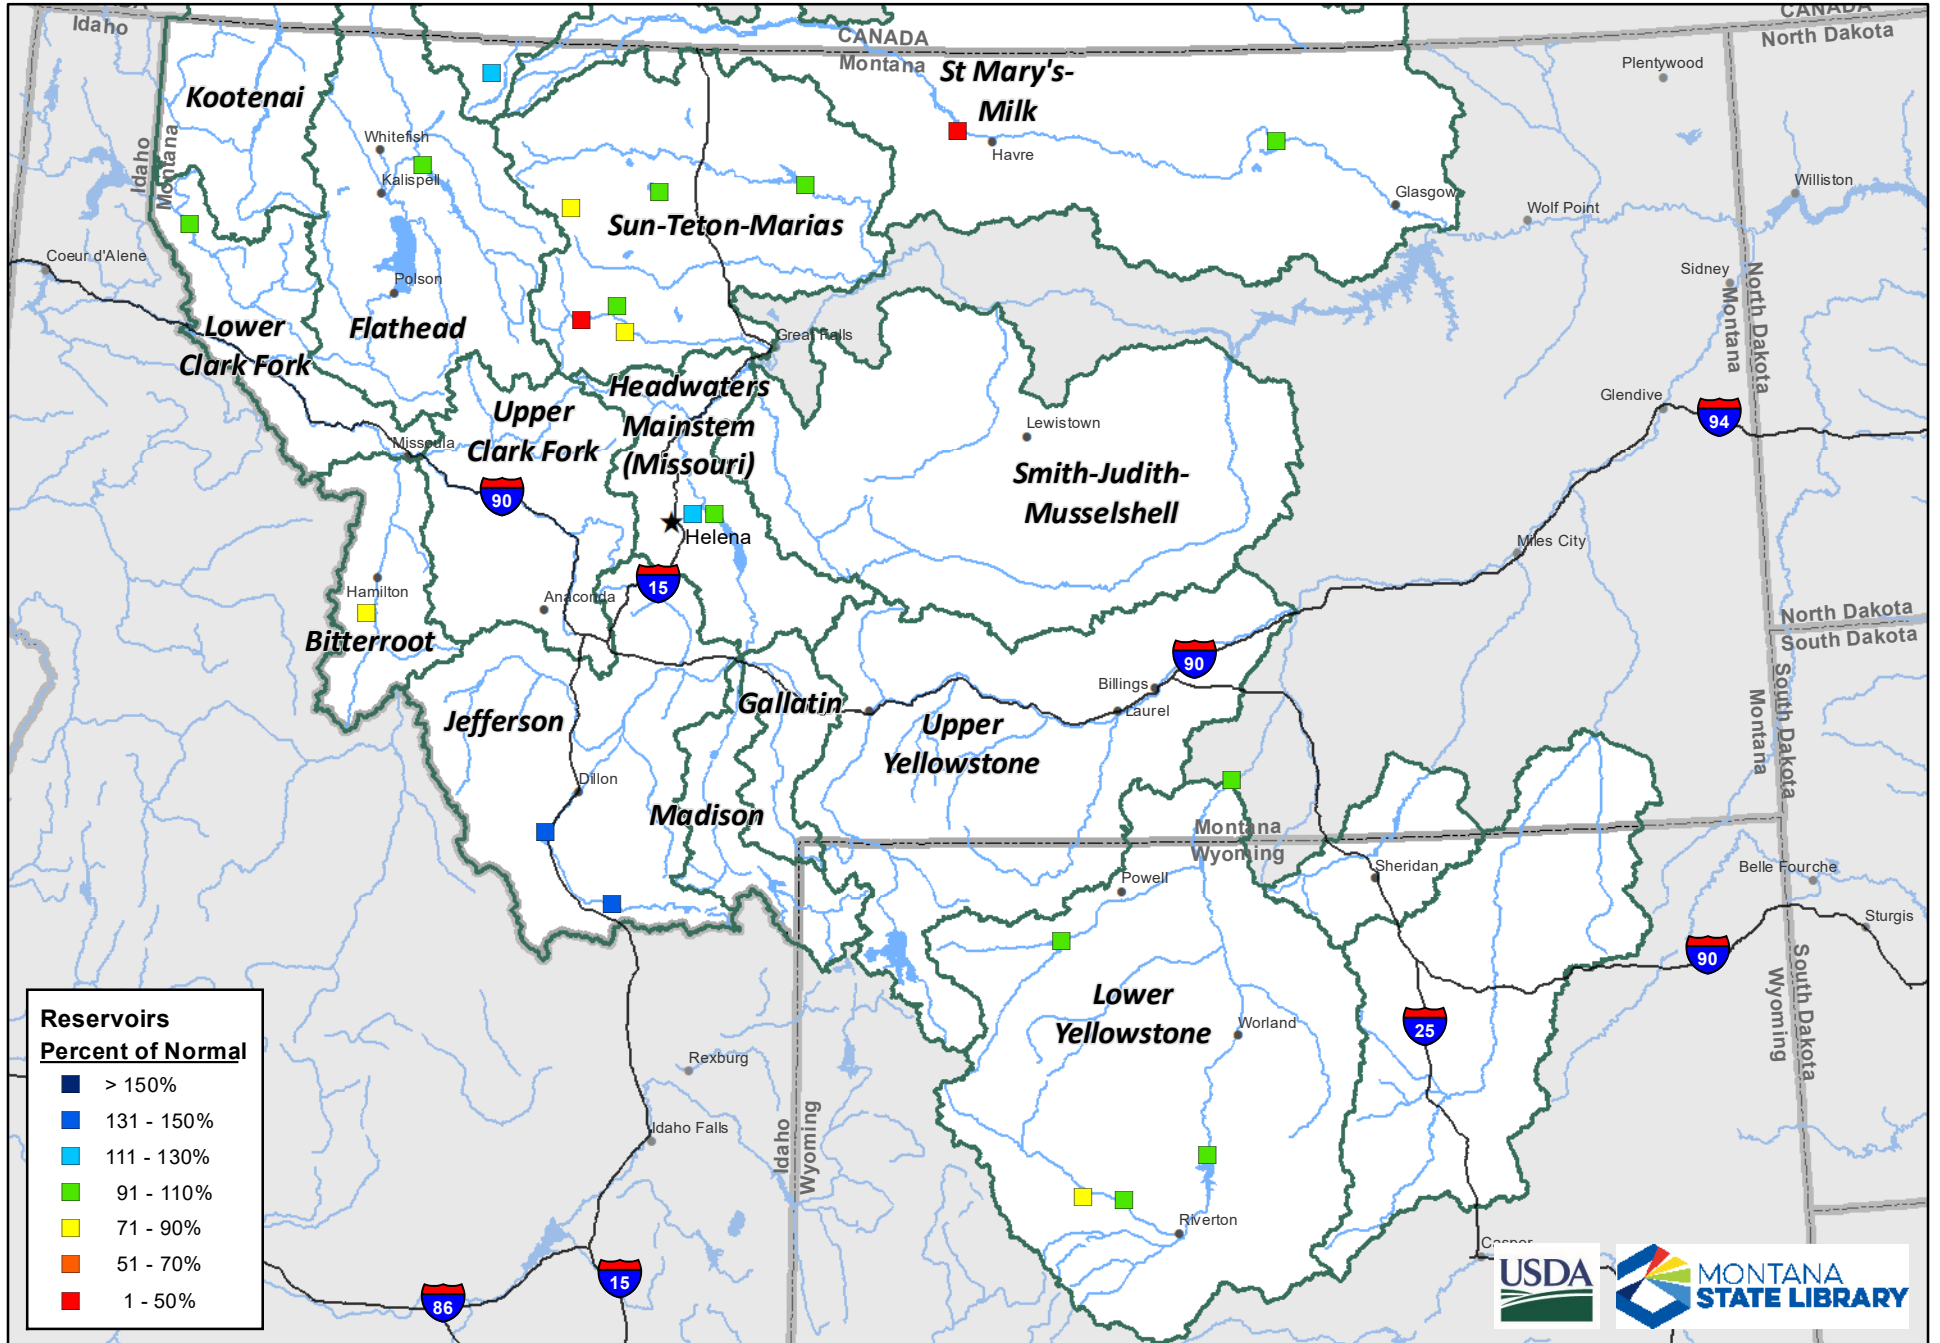 CANADA
Idaho
CANADA
Montana
CANADA
North Dakota
St Mary's-
Milk
Plentywood
Kootenai
Idaho
Montana
Whitefish
Kalispell
Havre
Glasgow
Wolf Point
Williston
Sun-Teton-Marias
Coeur d'Alene
Polson
Sidney
Montana
North Dakota
Lower
Clark Fork
Flathead
Great Falls
Headwaters
Mainstem
(Missouri)
Upper
Clark Fork
Missoula
Lewistown
Glendive
94
Smith-Judith-
Musselshell
90
Helena
Miles City
15
Hamilton
Anaconda
Bitterroot
North Dakota
South Dakota
90
Billings
Laurel
Gallatin
Jefferson
Upper
Yellowstone
Montana
South Dakota
Dillon
Madison
Montana
Wyoming
Powell
Sheridan
Belle Fourche
Sturgis
90
Lower
Yellowstone
Worland
25
Wyoming
South Dakota
Rexburg
Idaho Falls
Idaho
Wyoming
Riverton
Casper
15
86
Reservoirs
Percent of Normal
> 150%
131 - 150%
111 - 130%
91 - 110%
71 - 90%
51 - 70%
1 - 50%
USDA
MONTANA
STATE LIBRARY